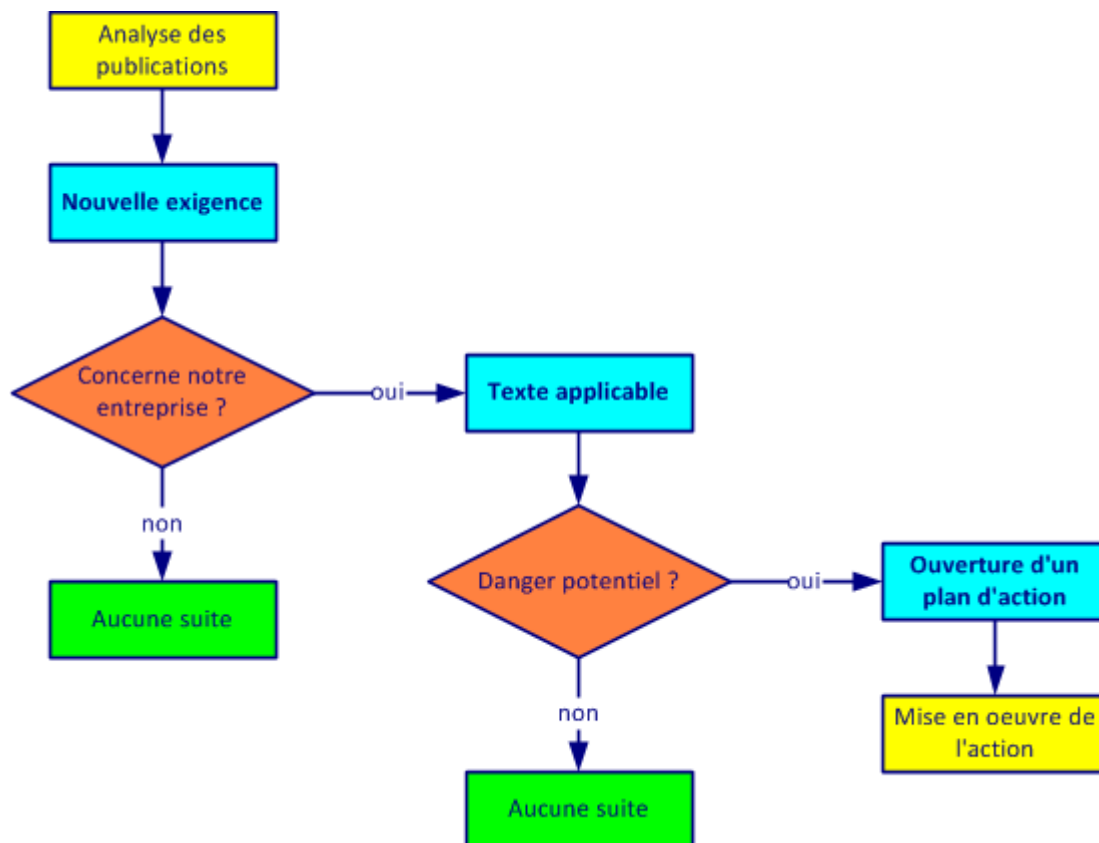 Analyse des
publications
Nouvelle exigence
Concerne notre
entreprise ?
oui
Texte applicable
non
Aucune suite
Danger potentiel ?
oui
Ouverture d'un
plan d'action
non
Mise en oeuvre de
l'action
Aucune suite